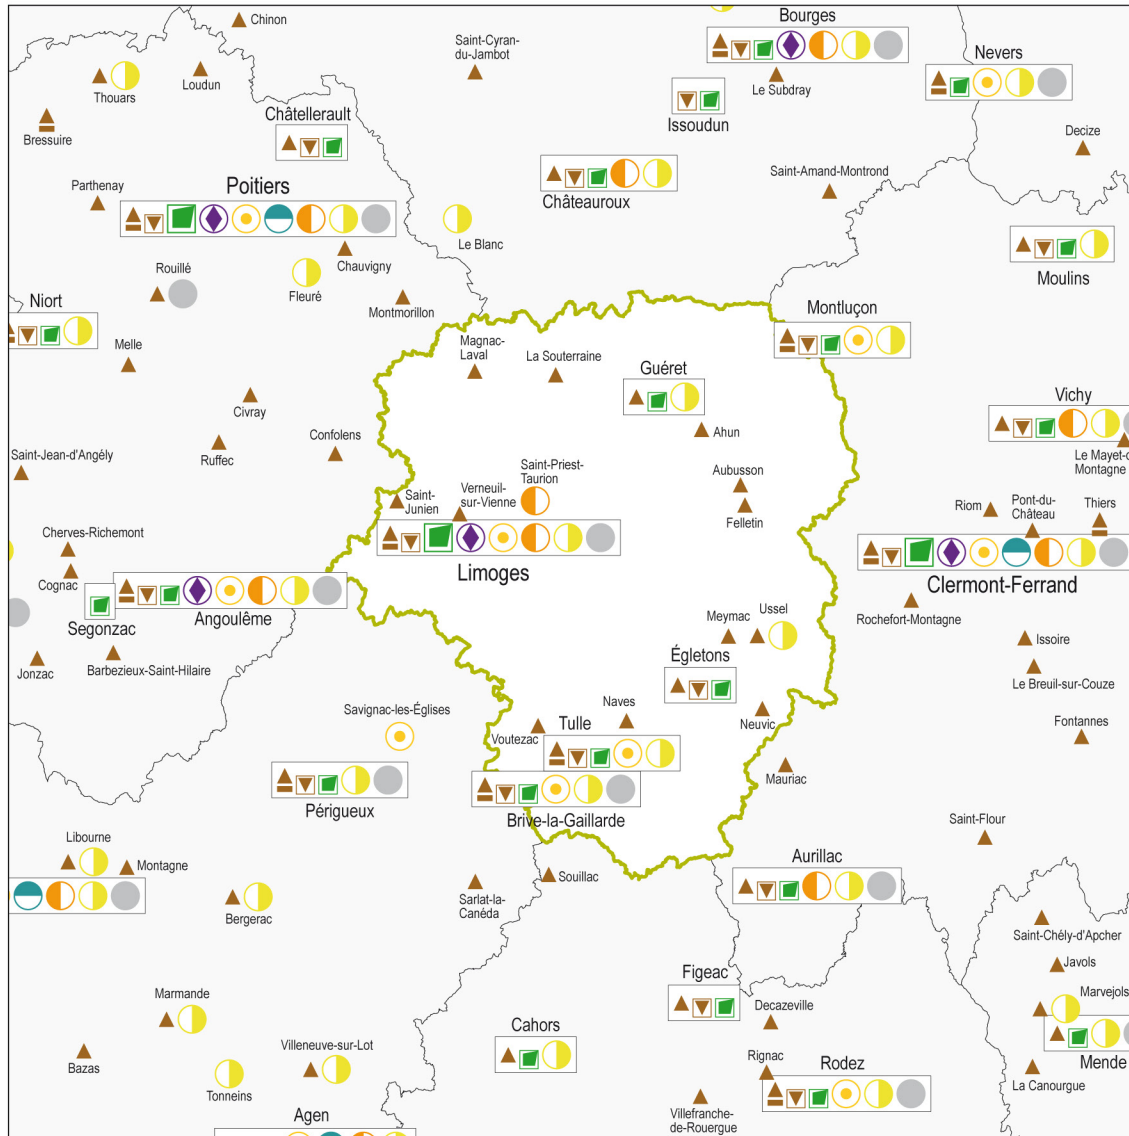 Chinon
Saint-Cyran-
du-Jambot
Bourges
Nevers
Thouars
Loudun
Le Subdray
Bressuire
Châtellerault
Issoudun
Decize
Parthenay
Poitiers
Châteauroux
Saint-Amand-Montrond
Le Blanc
Chauvigny
Rouillé
Fleuré
Moulins
Niort
Montmorillon
Montluçon
Melle
Magnac-
Laval
La Souterraine
Guéret
Civray
Vichy
Ruffec
Confolens
Ahun
Le Mayet-d
Montagne
Saint-Jean-d'Angély
Saint-Priest-
Taurion
Aubusson
Saint-
Junien
Verneuil-
sur-Vienne
Felletin
Riom
Pont-du-
Château
Thiers
Cherves-Richemont
Cognac
Limoges
Clermont-Ferrand
Segonzac
Angoulême
Rochefort-Montagne
Meymac
Ussel
Issoire
Jonzac
Barbezieux-Saint-Hilaire
Égletons
Le Breuil-sur-Couze
Savignac-les-Églises
Naves
Neuvic
Fontannes
Voutezac
Tulle
Mauriac
Périgueux
Brive-la-Gaillarde
Saint-Flour
Libourne
Montagne
Souillac
Aurillac
Bergerac
Sarlat-la-
Canéda
Saint-Chély-d'Apcher
Javols
Figeac
Marmande
Decazeville
Marvejols
Cahors
Bazas
Villeneuve-sur-Lot
Rignac
Rodez
Mende
Tonneins
La Canourgue
Agen
Villefranche-
de-Rouergue